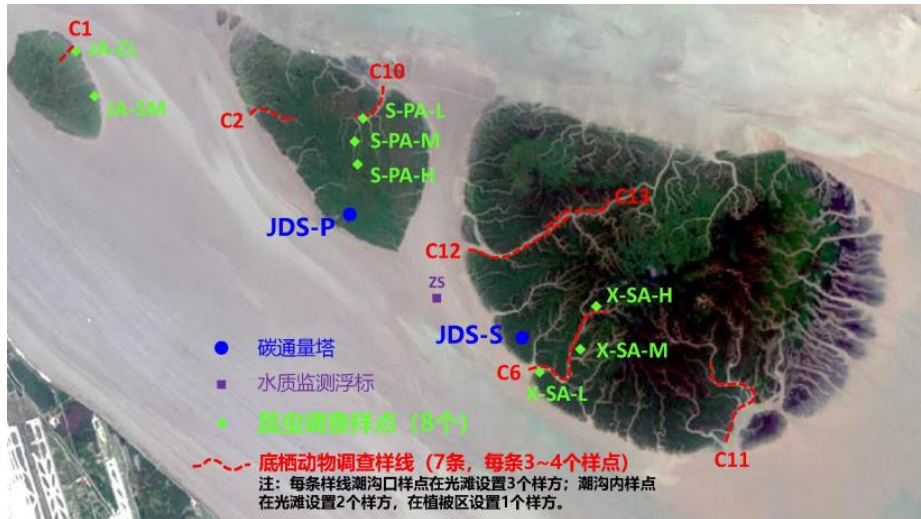 C1
JA-ZL
JA-SM
C10
C2
S-PA-L
S-PA-M
S-PA-H
JDS-P
C13
C12
ZS
X-SA-H
JDS-S
X-SA-M
C6
X-SA-L
C11
碳通量塔
水质监测浮标
昆虫调查样点（8个）
底栖动物调查样线（7条，每条3~4个样点）
注：每条样线潮沟口样点在光滩设置3个样方；潮沟内样点
在光滩设置2个样方，在植被区设置1个样方。